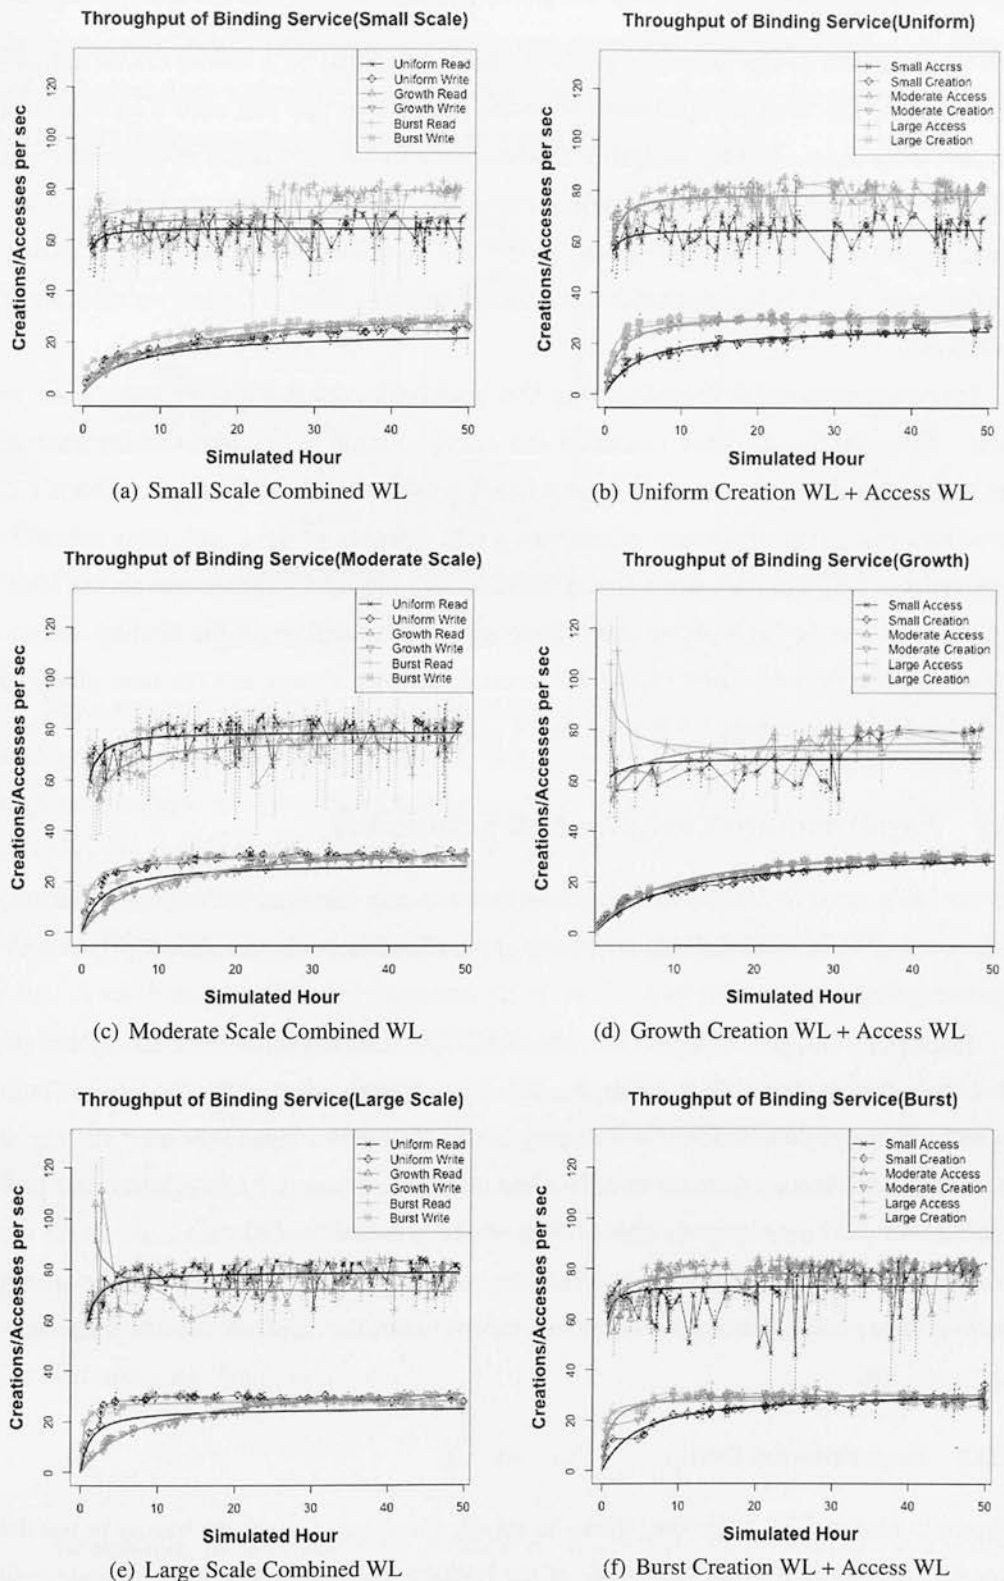 Throughput of Binding Service(Small Scale)
Creations/Accesses per sec
0 20 40 60 80 100 120
Uniform Read
Uniform Write
Growth Read
Growth Write
Burst Read
Burst Write
0 10 20 30 40 50
Simulated Hour
(a) Small Scale Combined WL
Throughput of Binding Service(Uniform)
Creations/Accesses per sec
0 20 40 60 80 100 120
Small Accrss
Small Creation
Moderate Access
Moderate Creation
Large Access
Large Creation
0 10 20 30 40 50
Simulated Hour
(b) Uniform Creation WL + Access WL
Throughput of Binding Service(Moderate Scale)
Creations/Accesses per sec
0 20 40 60 80 100 120
Uniform Read
Uniform Write
Growth Read
Growth Write
Burst Read
Burst Write
0 10 20 30 40 50
Simulated Hour
(c) Moderate Scale Combined WL
Throughput of Binding Service(Growth)
Creations/Accesses per sec
0 20 40 60 80 100 120
Small Access
Small Creation
Moderate Access
Moderate Creation
Large Access
Large Creation
10 20 30 40 50
Simulated Hour
(d) Growth Creation WL + Access WL
Throughput of Binding Service(Large Scale)
Creations/Accesses per sec
0 20 40 60 80 100 120
Uniform Read
Uniform Write
Growth Read
Growth Write
Burst Read
Burst Write
0 10 20 30 40 50
Simulated Hour
(e) Large Scale Combined WL
Throughput of Binding Service(Burst)
Creations/Accesses per sec
0 20 40 60 80 100 120
Small Access
Small Creation
Moderate Access
Moderate Creation
Large Access
Large Creation
0 10 20 30 40 50
Simulated Hour
(f) Burst Creation WL + Access WL